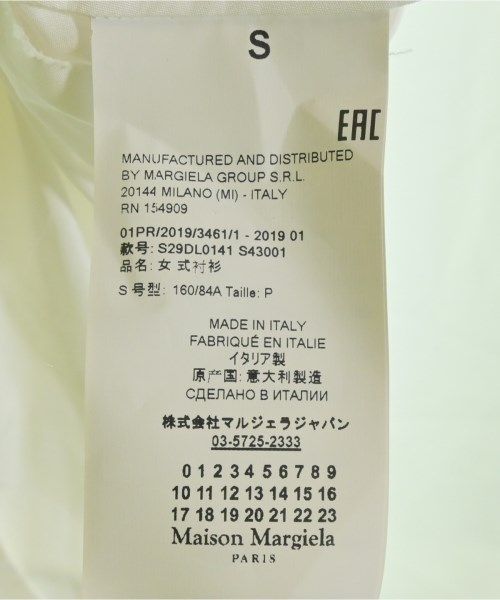 S
EAC
MANUFACTURED AND DISTRIBUTED
BY MARGIELA GROUP S.R.L.
20144 MILANO (MI) - ITALY
RN 154909
01PR/2019/3461/1 - 2019 01
款号: S29DL0141 S43001
品名: 女 式衬衫
S 号型: 160/84A Taille: P
MADE IN ITALY
FABRIQUÉ EN ITALIE
イタリア製
原产国: 意大利製造
СДЕЛАНО В ИТАЛИИ
株式会社マルジェラジャパン
03-5725-2333
0 1 2 3 4 5 6 7 8 9
10 11 12 13 14 15 16
17 18 19 20 21 22 23
Maison Margiela
PARIS